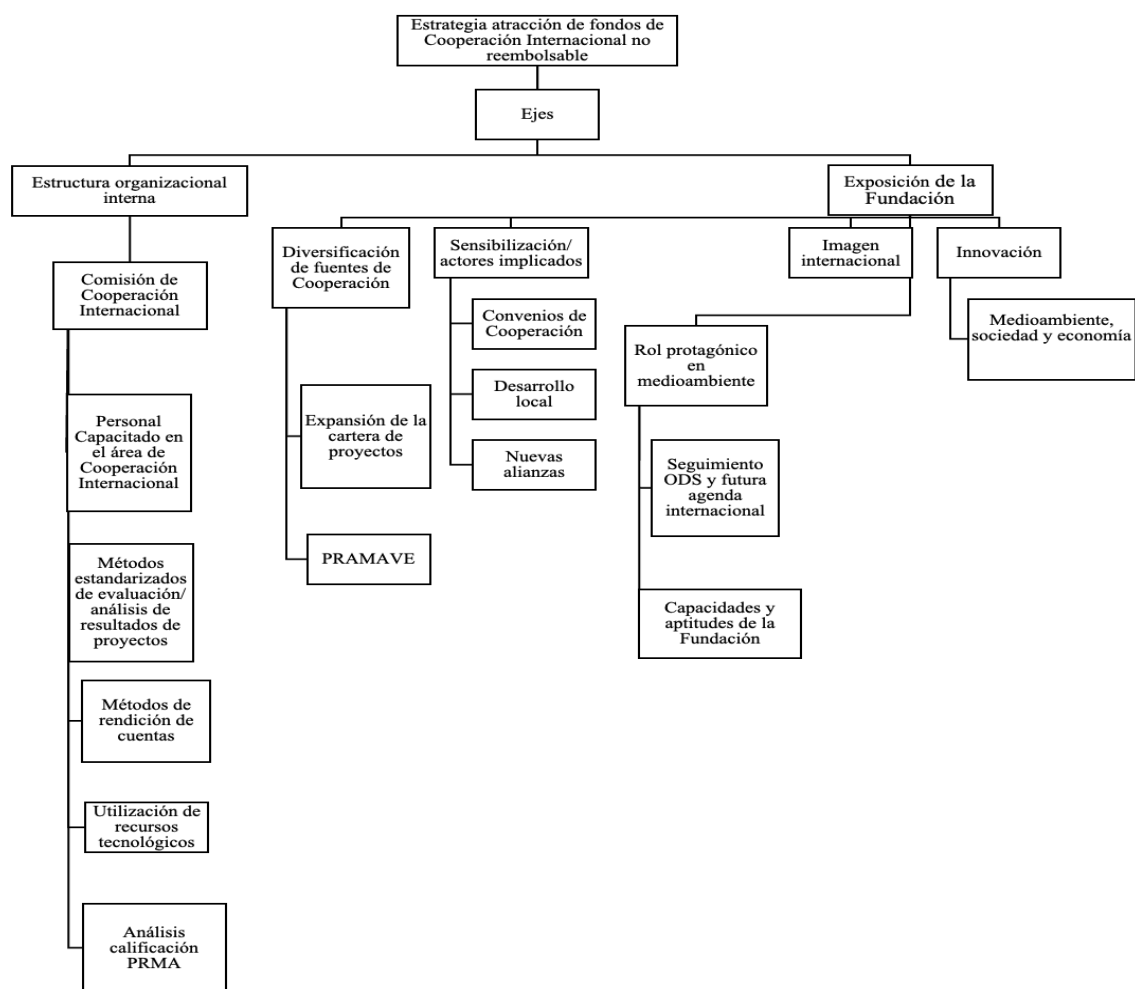 Estrategia atracción de fondos de
Cooperación Internacional no
reembolsable
Ejes
Estructura organizacional
interna
Exposición de la
Fundación
Comisión de
Cooperación
Internacional
Personal
Capacitado en
el área de
Cooperación
Internacional
Métodos
estandarizados
de evaluación/
análisis de
resultados de
proyectos
Métodos de
rendición de
cuentas
Utilización de
recursos
tecnológicos
Análisis
calificación
PRMA
Diversificación
de fuentes de
Cooperación
Expansión de la
cartera de
proyectos
PRAMAVE
Sensibilización/
actores implicados
Convenios de
Cooperación
Desarrollo
local
Nuevas
alianzas
Imagen
internacional
Rol protagónico
en
medioambiente
Seguimiento
ODS y futura
agenda
internacional
Capacidades y
aptitudes de la
Fundación
Innovación
Medioambiente,
sociedad y economía